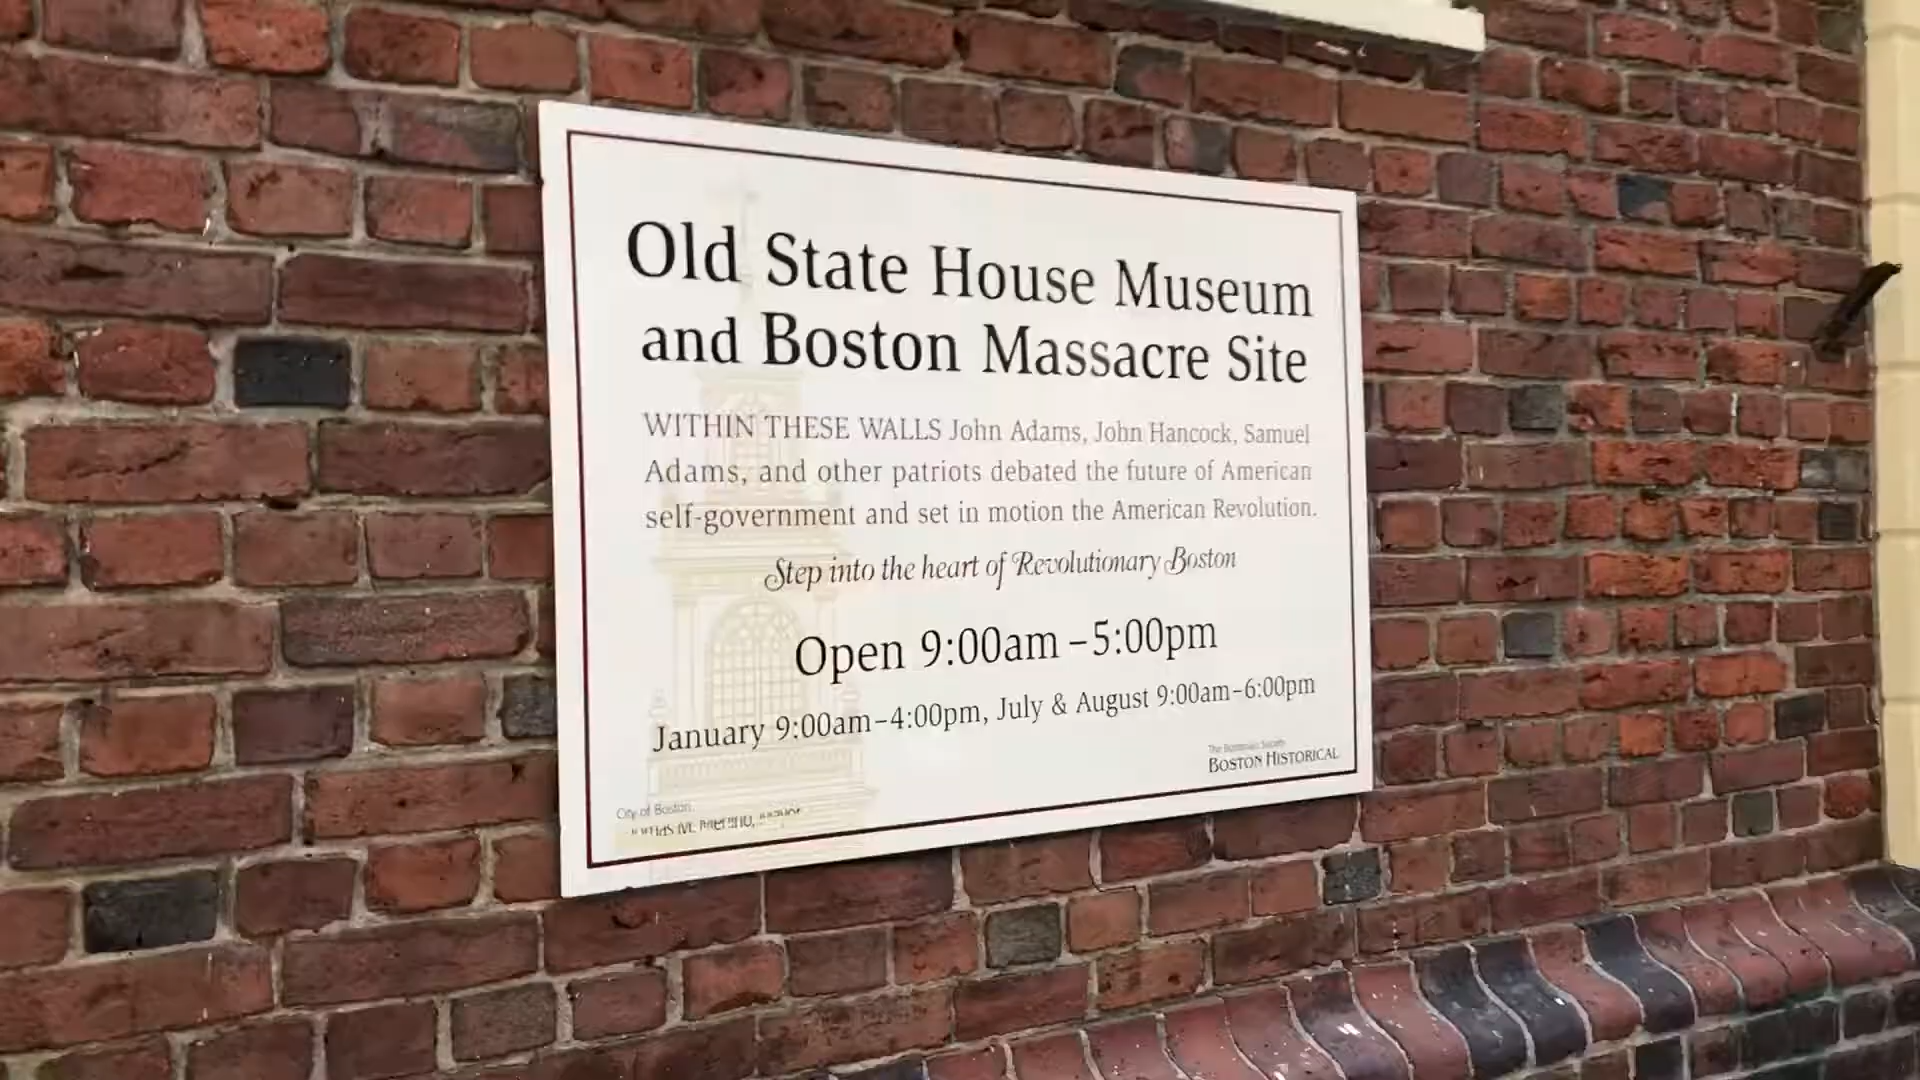 Old State House Museum
and Boston Massacre Site
WITHIN THESE WALLS John Adams, John Hancock, Samuel
Adams, and other patriots debated the future of American
self-government and set in motion the American Revolution.
Step into the heart of Revolutionary Boston
Open 9:00am–5:00pm
January 9:00am–4:00pm, July & August 9:00am–6:00pm
The Bostonian Society
BOSTON HISTORICAL
City of Boston